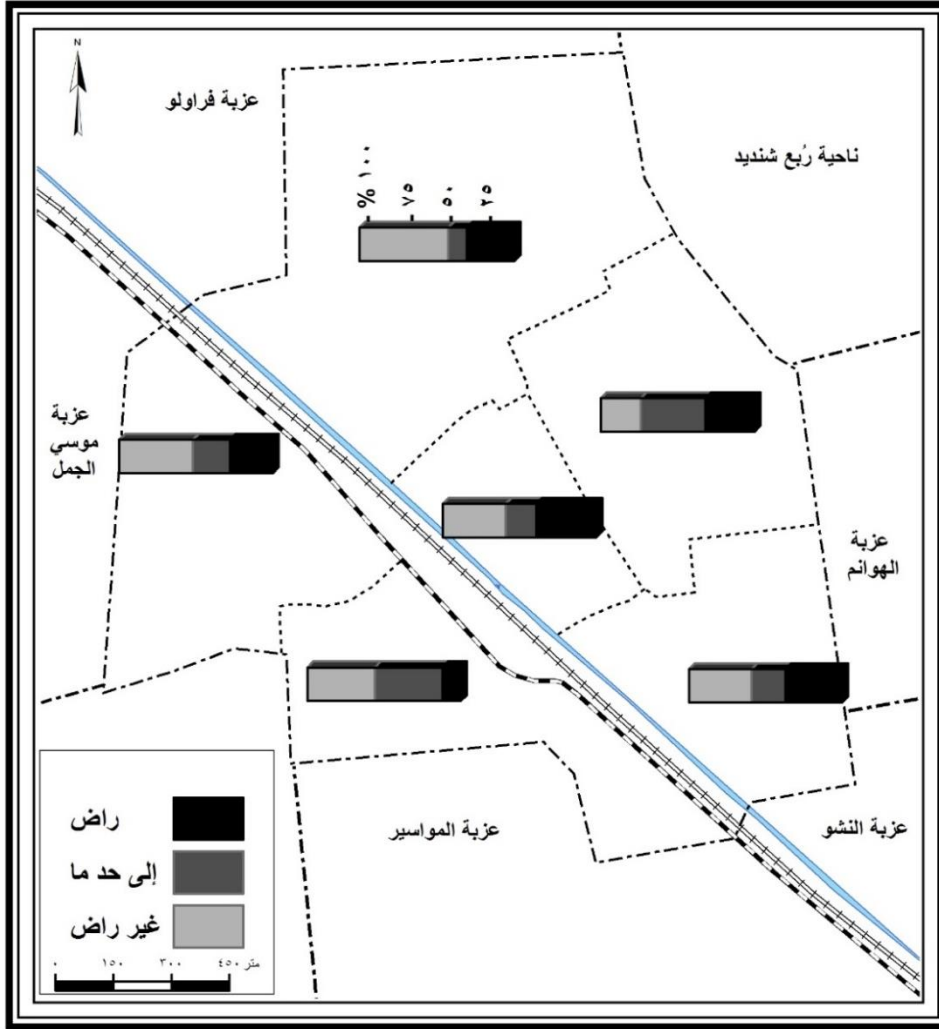 N
عزبة فراولو
ناحية رُبع شنديد
% ١٠٠
٧٥
٥٠
٢٥
عزبة
موسي
الجمل
عزبة
الهوانم
عزبة المواسير
عزبة النشو
راض
إلى حد ما
غير راض
٠ ١٥٠ ٣٠٠ ٤٥٠ متر